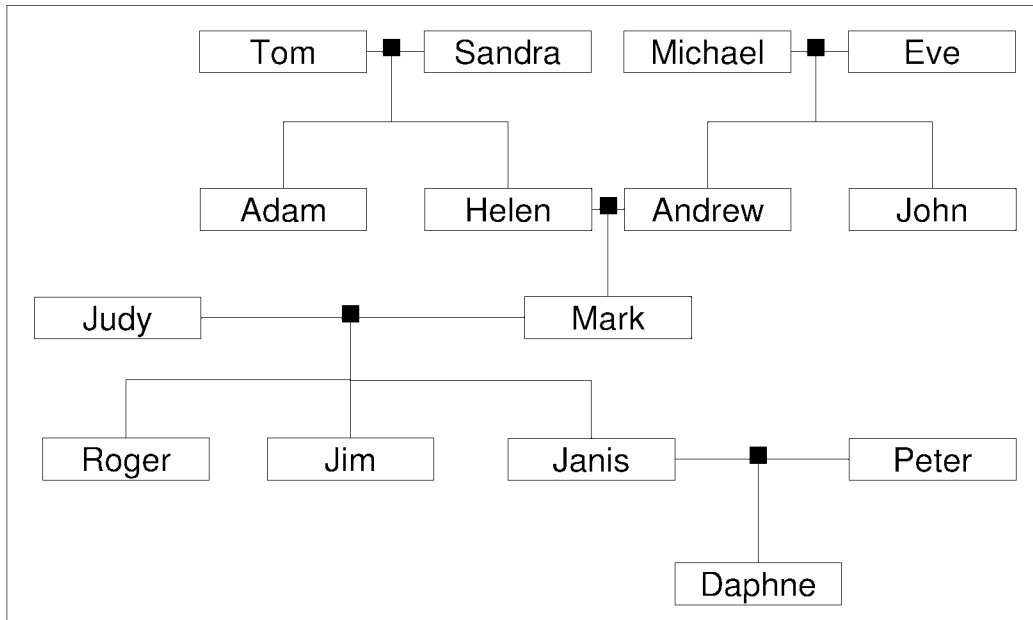 Tom Sandra Michael Eve
Adam Helen Andrew John
Judy Mark
Roger Jim Janis Peter
Daphne